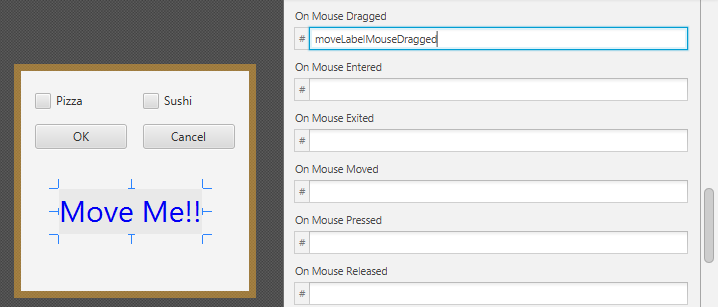 Pizza
Sushi
OK
Cancel
Move Me!!
On Mouse Dragged
# moveLabelMouseDragged
On Mouse Entered
#
On Mouse Exited
#
On Mouse Moved
#
On Mouse Pressed
#
On Mouse Released
#